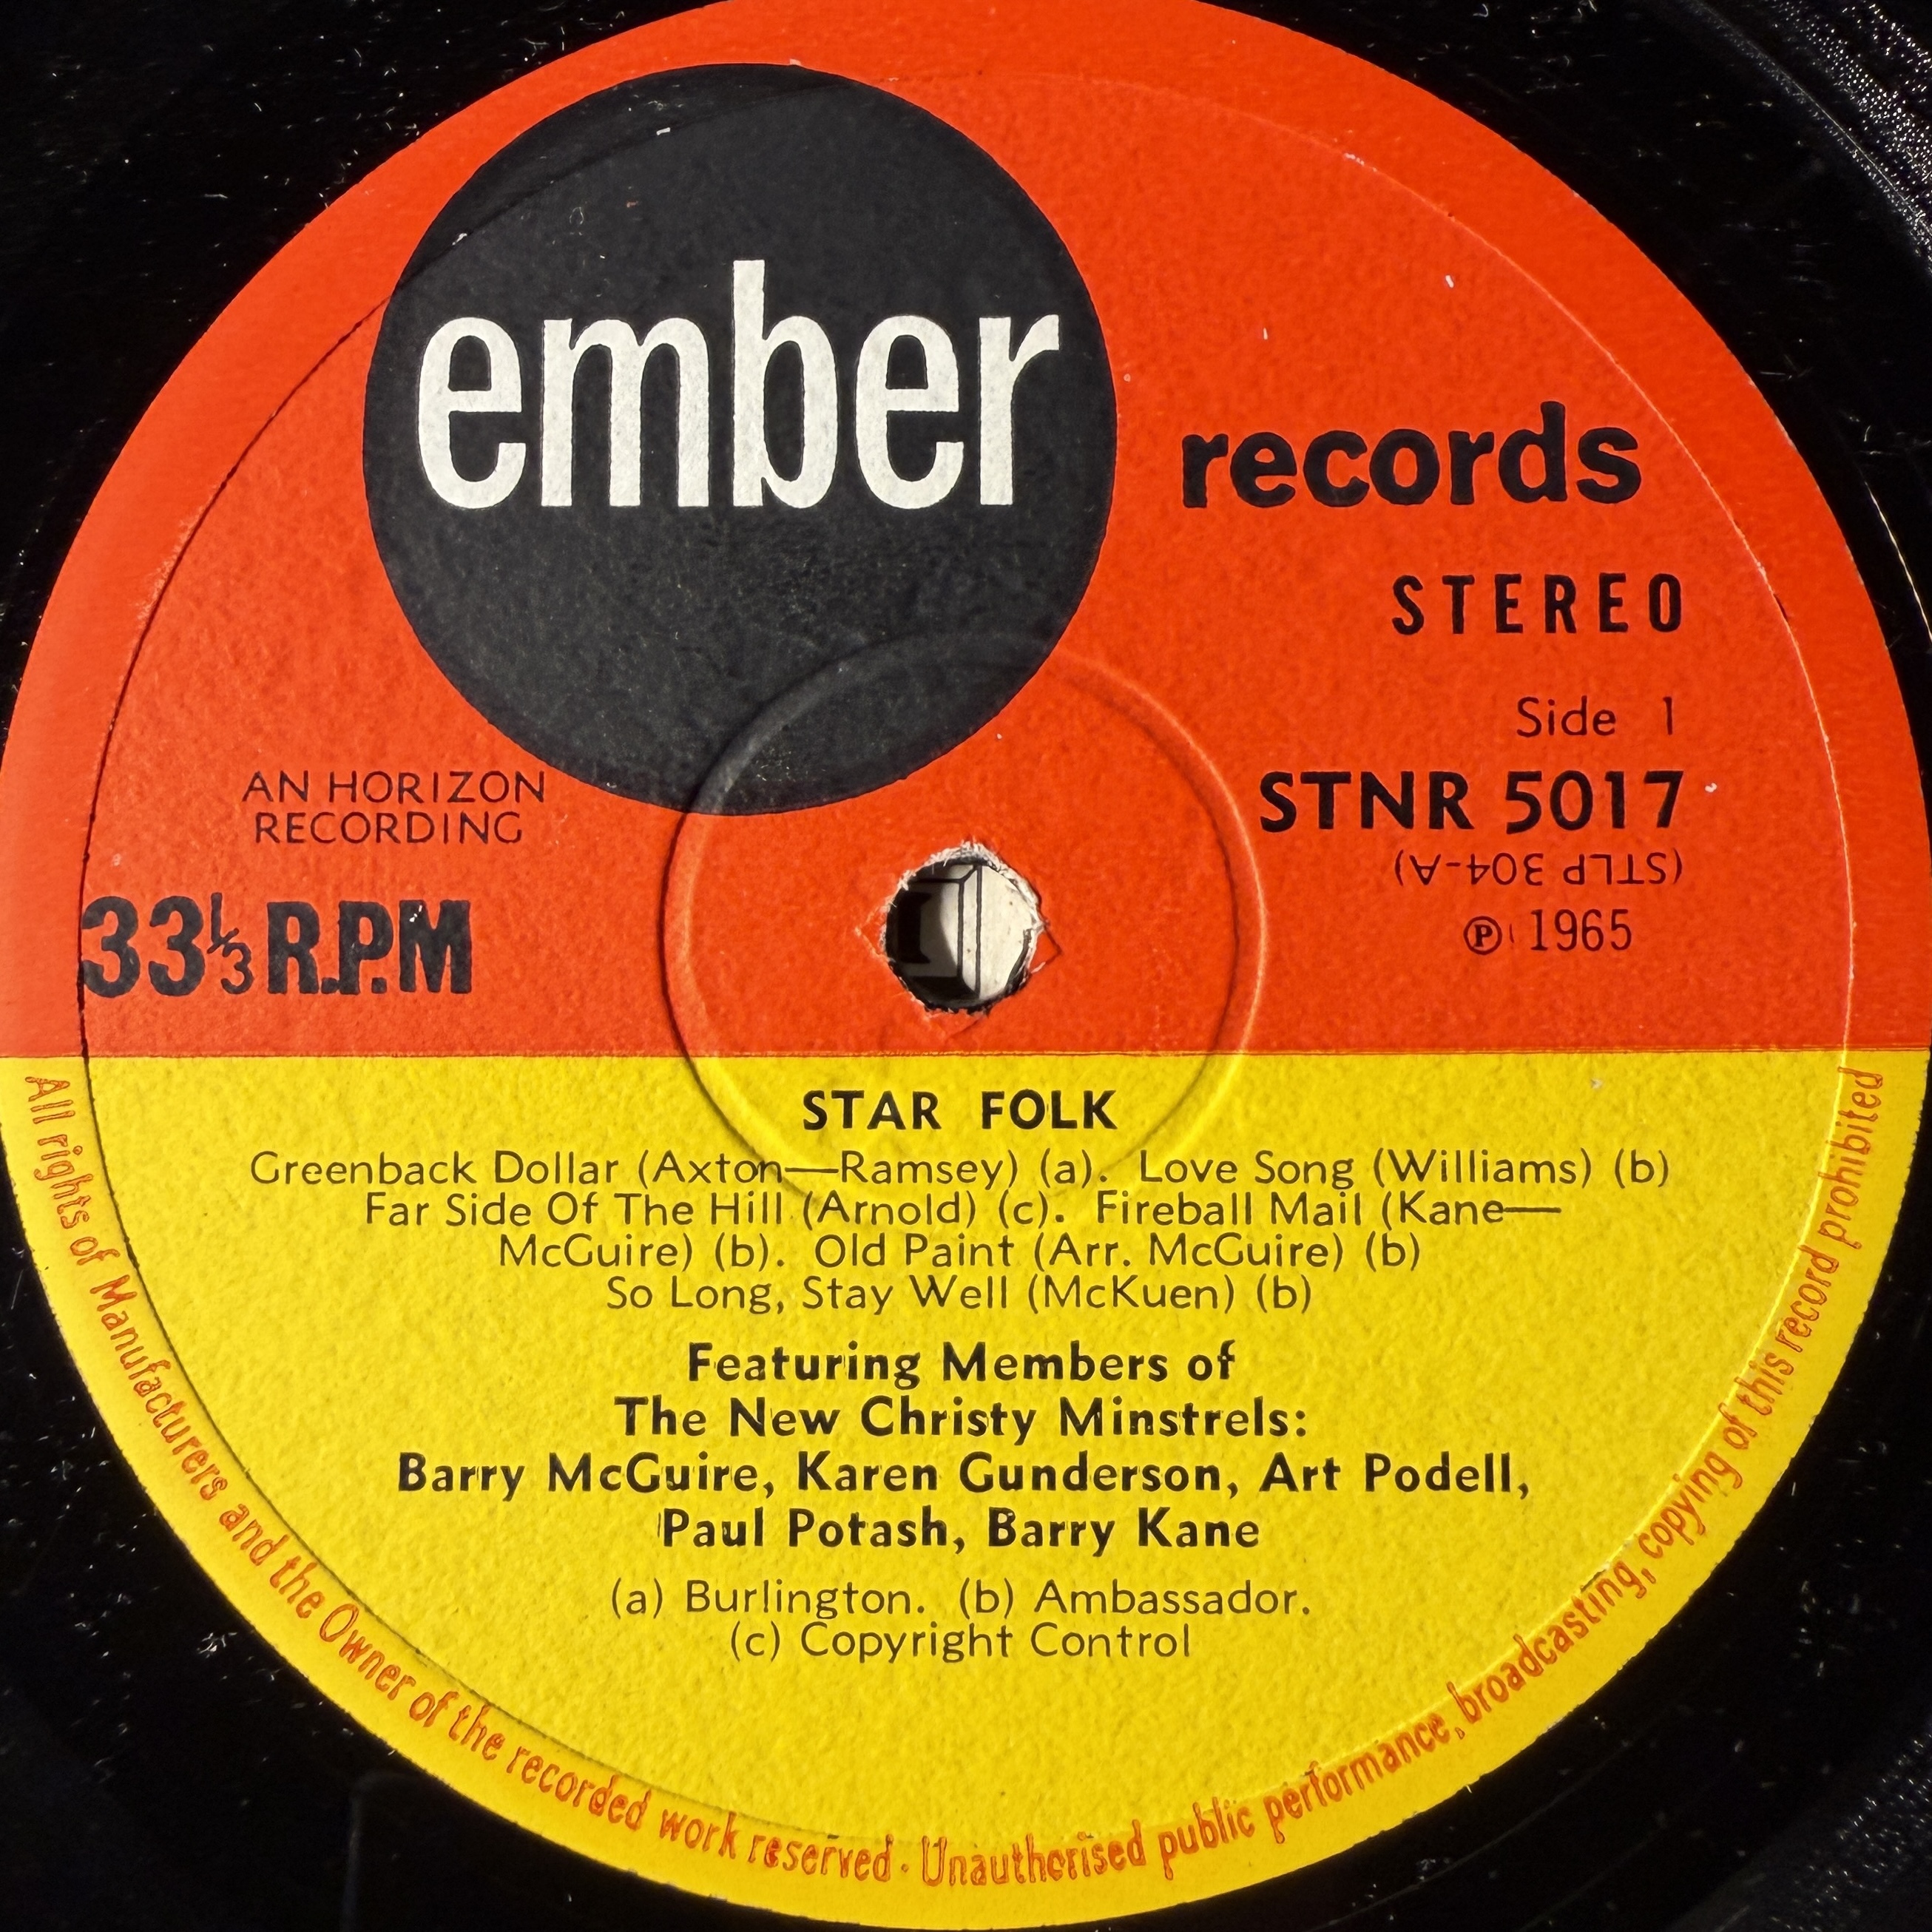 ember
records
STEREO
Side 1
AN HORIZON
RECORDING
STNR 5017
(STLP 304-A)
℗ 1965
33⅓ R.P.M
STAR FOLK
Greenback Dollar (Axton—Ramsey) (a). Love Song (Williams) (b)
Far Side Of The Hill (Arnold) (c). Fireball Mail (Kane—
McGuire) (b). Old Paint (Arr. McGuire) (b)
So Long, Stay Well (McKuen) (b)
Featuring Members of
The New Christy Minstrels:
Barry McGuire, Karen Gunderson, Art Podell,
Paul Potash, Barry Kane
(a) Burlington. (b) Ambassador.
(c) Copyright Control
All rights of Manufacturers and the Owner of the recorded work reserved · Unauthorised public performance, broadcasting, copying of this record prohibited